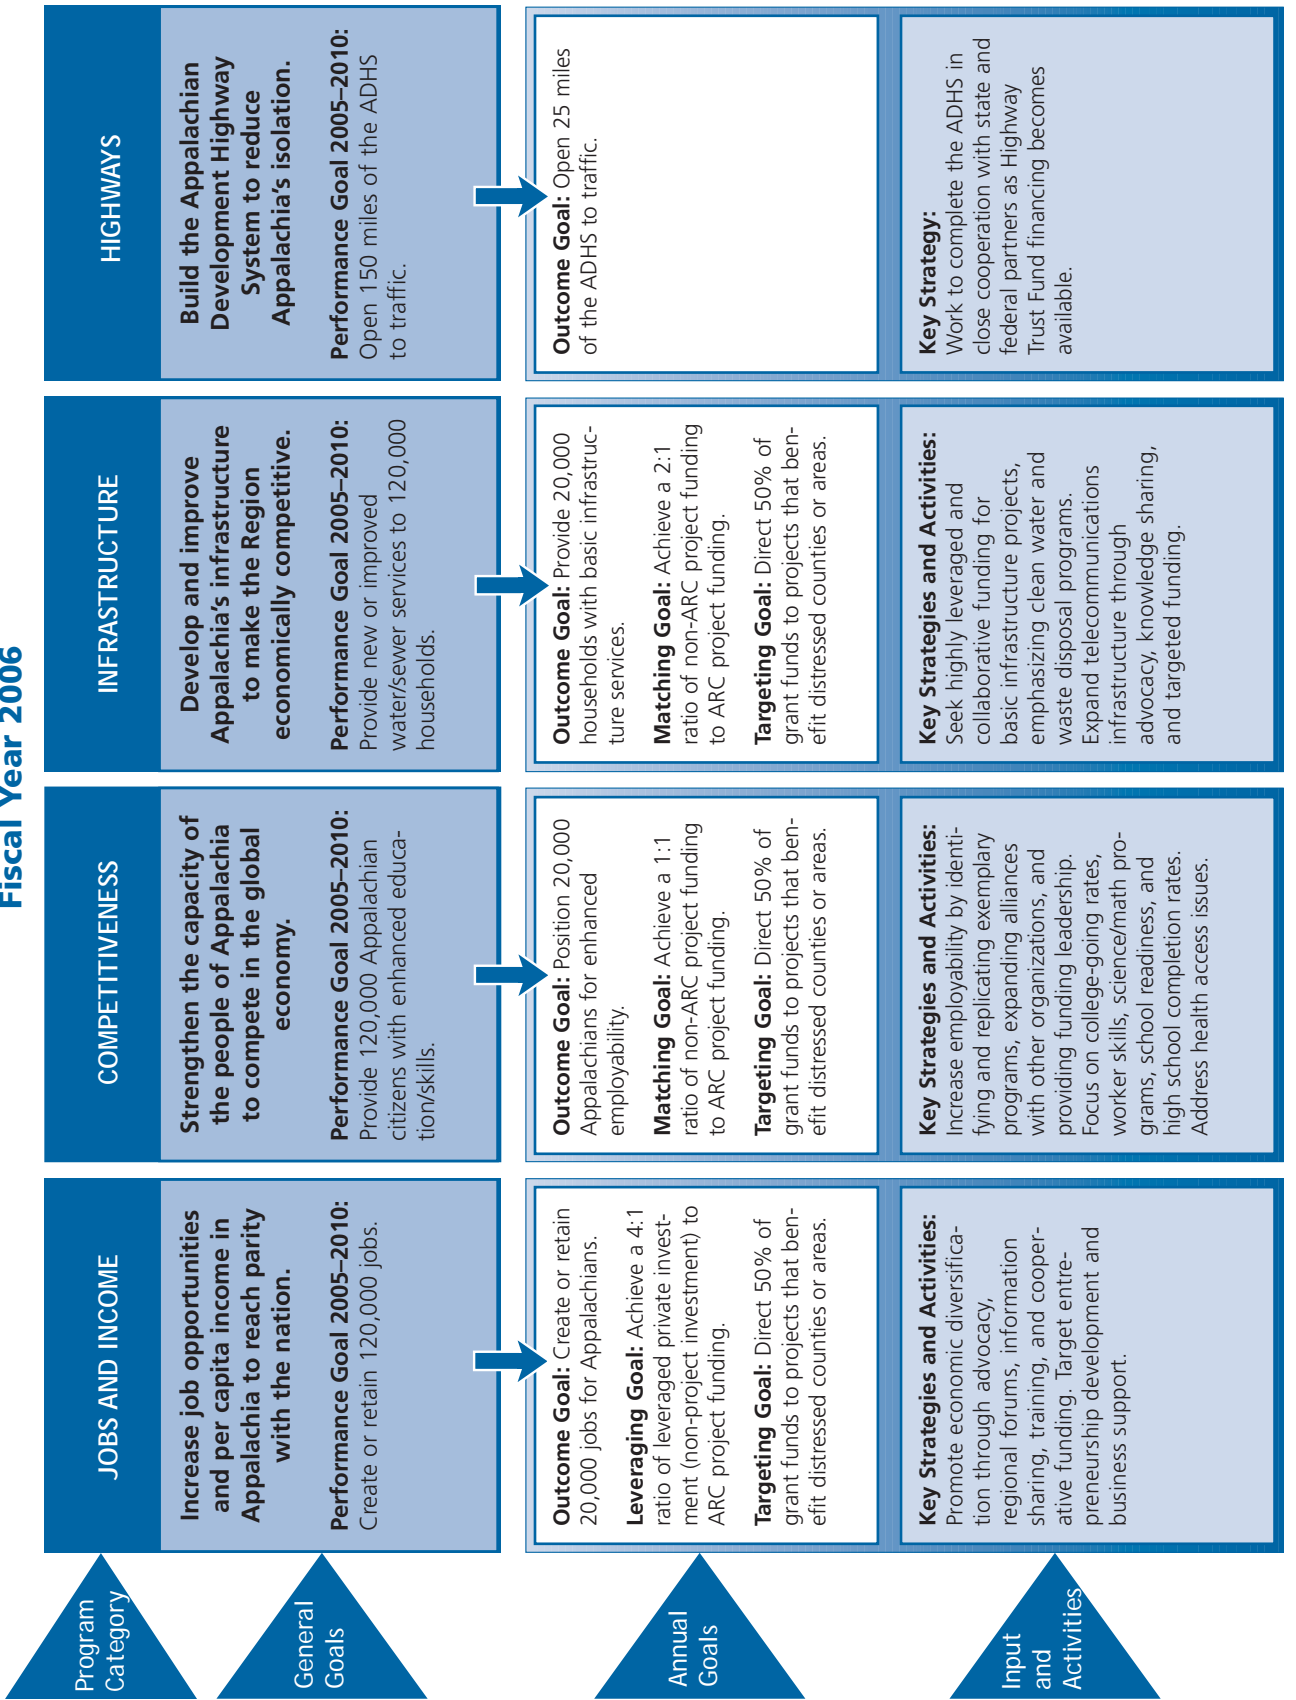 Fiscal Year 2006
Program
Category
JOBS AND INCOME
COMPETITIVENESS
INFRASTRUCTURE
HIGHWAYS
General
Goals
Increase job opportunities
and per capita income in
Appalachia to reach parity
with the nation.
Performance Goal 2005–2010:
Create or retain 120,000 jobs.
Strengthen the capacity of
the people of Appalachia
to compete in the global
economy.
Performance Goal 2005–2010:
Provide 120,000 Appalachian
citizens with enhanced educa-
tion/skills.
Develop and improve
Appalachia's infrastructure
to make the Region
economically competitive.
Performance Goal 2005–2010:
Provide new or improved
water/sewer services to 120,000
households.
Build the Appalachian
Development Highway
System to reduce
Appalachia's isolation.
Performance Goal 2005–2010:
Open 150 miles of the ADHS
to traffic.
Annual
Goals
Outcome Goal: Create or retain
20,000 jobs for Appalachians.
Leveraging Goal: Achieve a 4:1
ratio of leveraged private invest-
ment (non-project investment) to
ARC project funding.
Targeting Goal: Direct 50% of
grant funds to projects that ben-
efit distressed counties or areas.
Outcome Goal: Position 20,000
Appalachians for enhanced
employability.
Matching Goal: Achieve a 1:1
ratio of non-ARC project funding
to ARC project funding.
Targeting Goal: Direct 50% of
grant funds to projects that ben-
efit distressed counties or areas.
Outcome Goal: Provide 20,000
households with basic infrastruc-
ture services.
Matching Goal: Achieve a 2:1
ratio of non-ARC project funding
to ARC project funding.
Targeting Goal: Direct 50% of
grant funds to projects that ben-
efit distressed counties or areas.
Outcome Goal: Open 25 miles
of the ADHS to traffic.
Input
and
Activities
Key Strategies and Activities:
Promote economic diversifica-
tion through advocacy,
regional forums, information
sharing, training, and cooper-
ative funding. Target entre-
preneurship development and
business support.
Key Strategies and Activities:
Increase employability by identi-
fying and replicating exemplary
programs, expanding alliances
with other organizations, and
providing funding leadership.
Focus on college-going rates,
worker skills, science/math pro-
grams, school readiness, and
high school completion rates.
Address health access issues.
Key Strategies and Activities:
Seek highly leveraged and
collaborative funding for
basic infrastructure projects,
emphasizing clean water and
waste disposal programs.
Expand telecommunications
infrastructure through
advocacy, knowledge sharing,
and targeted funding.
Key Strategy:
Work to complete the ADHS in
close cooperation with state and
federal partners as Highway
Trust Fund financing becomes
available.